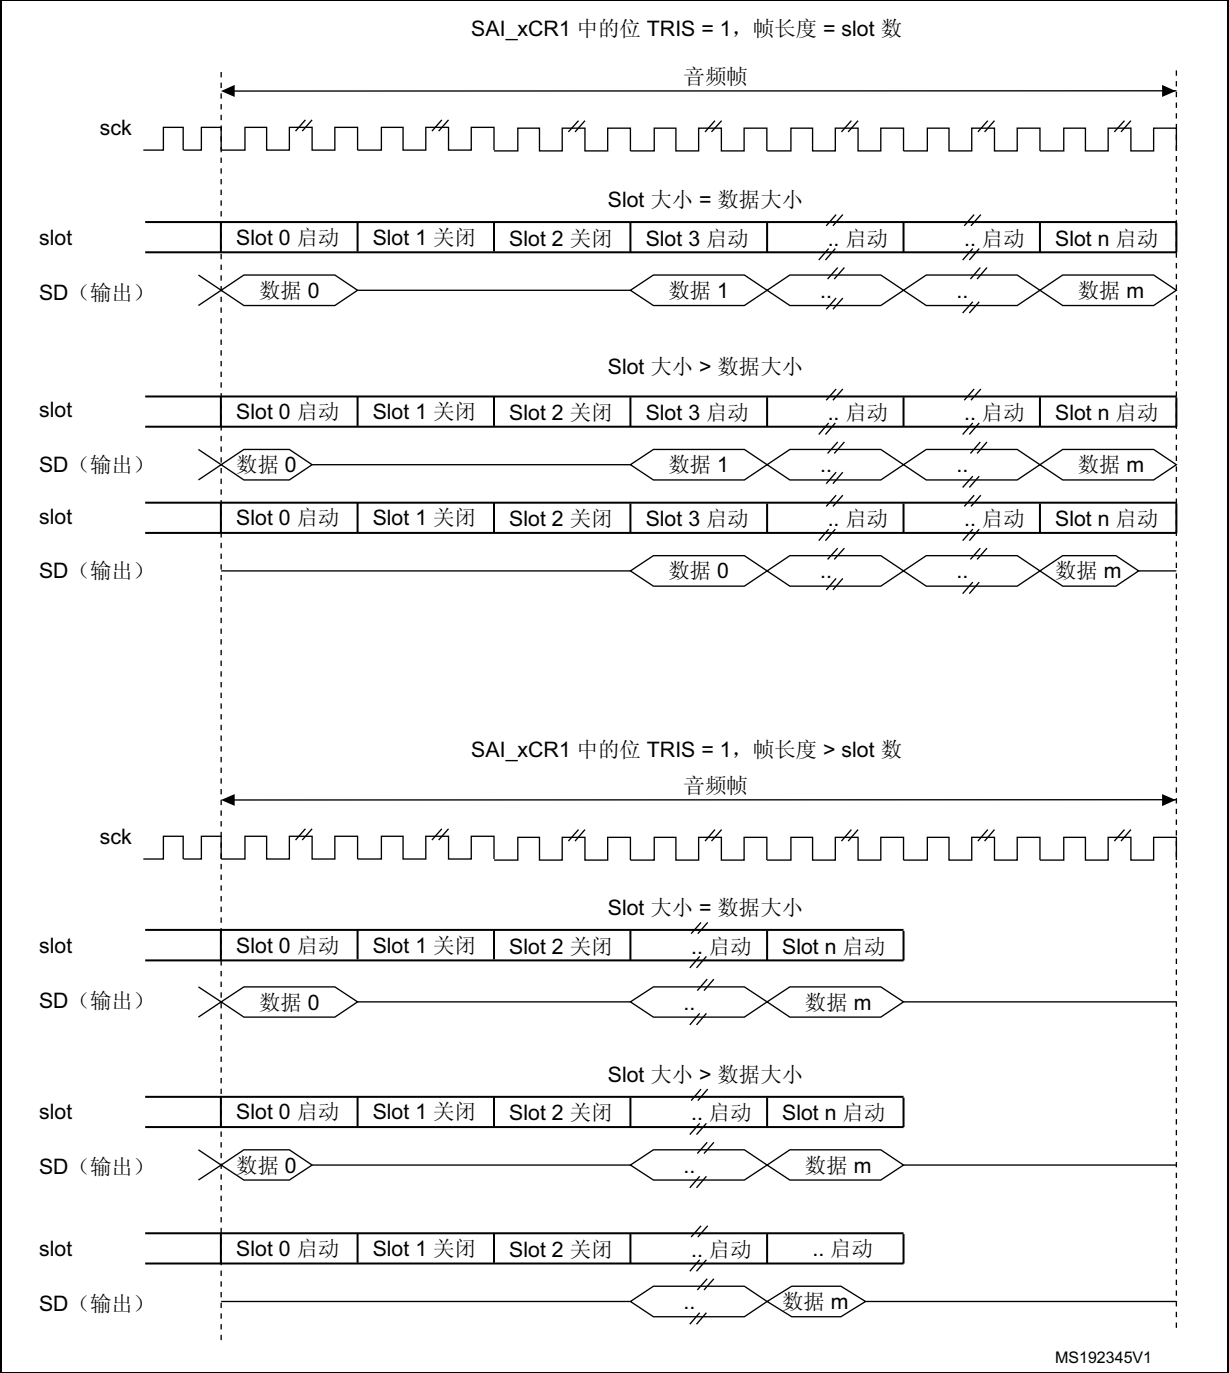 SAI_xCR1 中的位 TRIS = 1，帧长度 = slot 数
音频帧
sck
Slot 大小 = 数据大小
slot Slot 0 启动 Slot 1 关闭 Slot 2 关闭 Slot 3 启动 .. 启动 .. 启动 Slot n 启动
SD（输出） 数据 0 数据 1 .. .. 数据 m
Slot 大小 > 数据大小
slot Slot 0 启动 Slot 1 关闭 Slot 2 关闭 Slot 3 启动 .. 启动 .. 启动 Slot n 启动
SD（输出） 数据 0 数据 1 .. .. 数据 m
slot Slot 0 启动 Slot 1 关闭 Slot 2 关闭 Slot 3 启动 .. 启动 .. 启动 Slot n 启动
SD（输出） 数据 0 .. .. 数据 m
SAI_xCR1 中的位 TRIS = 1，帧长度 > slot 数
音频帧
sck
Slot 大小 = 数据大小
slot Slot 0 启动 Slot 1 关闭 Slot 2 关闭 .. 启动 Slot n 启动
SD（输出） 数据 0 .. 数据 m
Slot 大小 > 数据大小
slot Slot 0 启动 Slot 1 关闭 Slot 2 关闭 .. 启动 Slot n 启动
SD（输出） 数据 0 .. 数据 m
slot Slot 0 启动 Slot 1 关闭 Slot 2 关闭 .. 启动 .. 启动
SD（输出） .. 数据 m
MS192345V1